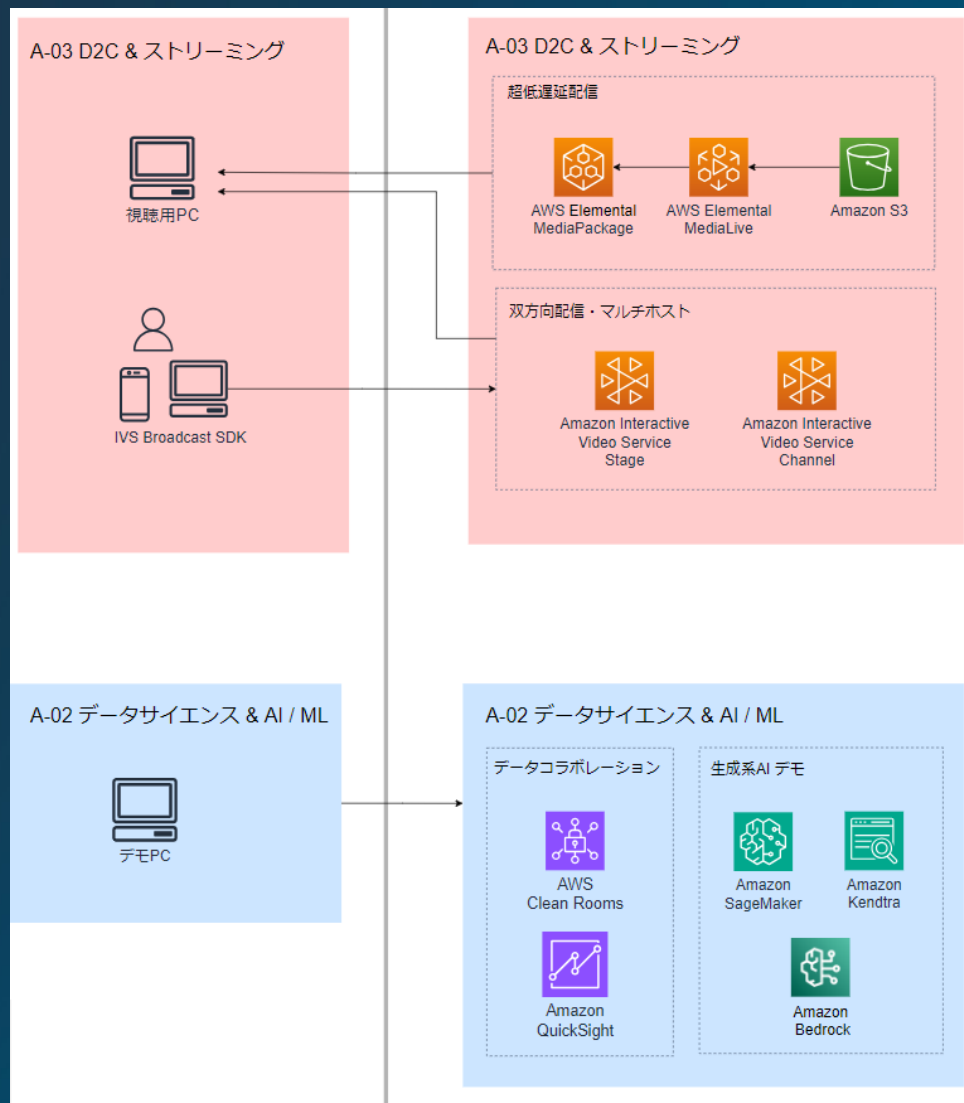 A-03 D2C & ストリーミング
視聴用PC
IVS Broadcast SDK
A-03 D2C & ストリーミング
超低遅延配信
AWS Elemental
MediaPackage
AWS Elemental
MediaLive
Amazon S3
双方向配信・マルチホスト
Amazon Interactive
Video Service
Stage
Amazon Interactive
Video Service
Channel
A-02 データサイエンス & AI / ML
デモPC
A-02 データサイエンス & AI / ML
データコラボレーション
AWS
Clean Rooms
Amazon
QuickSight
生成系AI デモ
Amazon
SageMaker
Amazon
Kendtra
Amazon
Bedrock